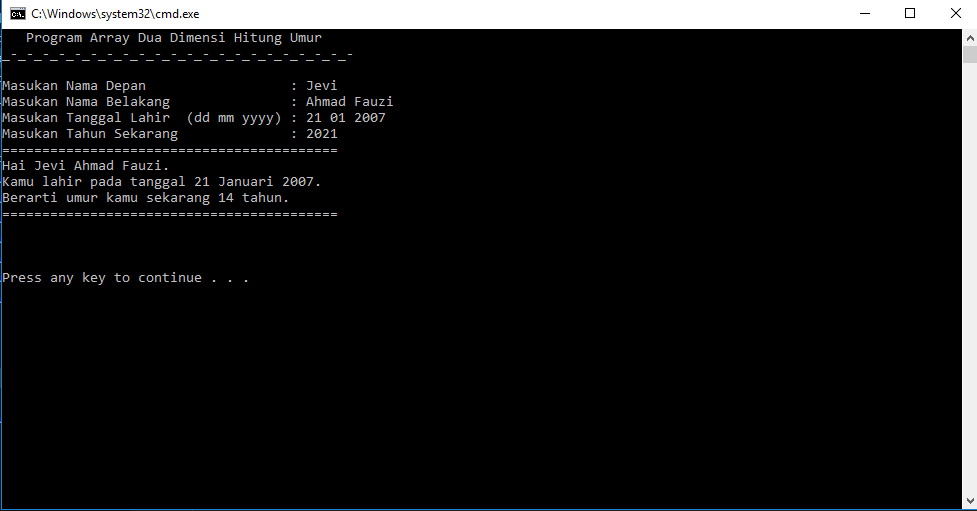 C:\Windows\system32\cmd.exe
Program Array Dua Dimensi Hitung Umur
_-_-_-_-_-_-_-_-_-_-_-_-_-_-_-_-_-_-_-_-_-_-
Masukan Nama Depan                  : Jevi
Masukan Nama Belakang               : Ahmad Fauzi
Masukan Tanggal Lahir  (dd mm yyyy) : 21 01 2007
Masukan Tahun Sekarang              : 2021
==========================================
Hai Jevi Ahmad Fauzi.
Kamu lahir pada tanggal 21 Januari 2007.
Berarti umur kamu sekarang 14 tahun.
==========================================
Press any key to continue . . .